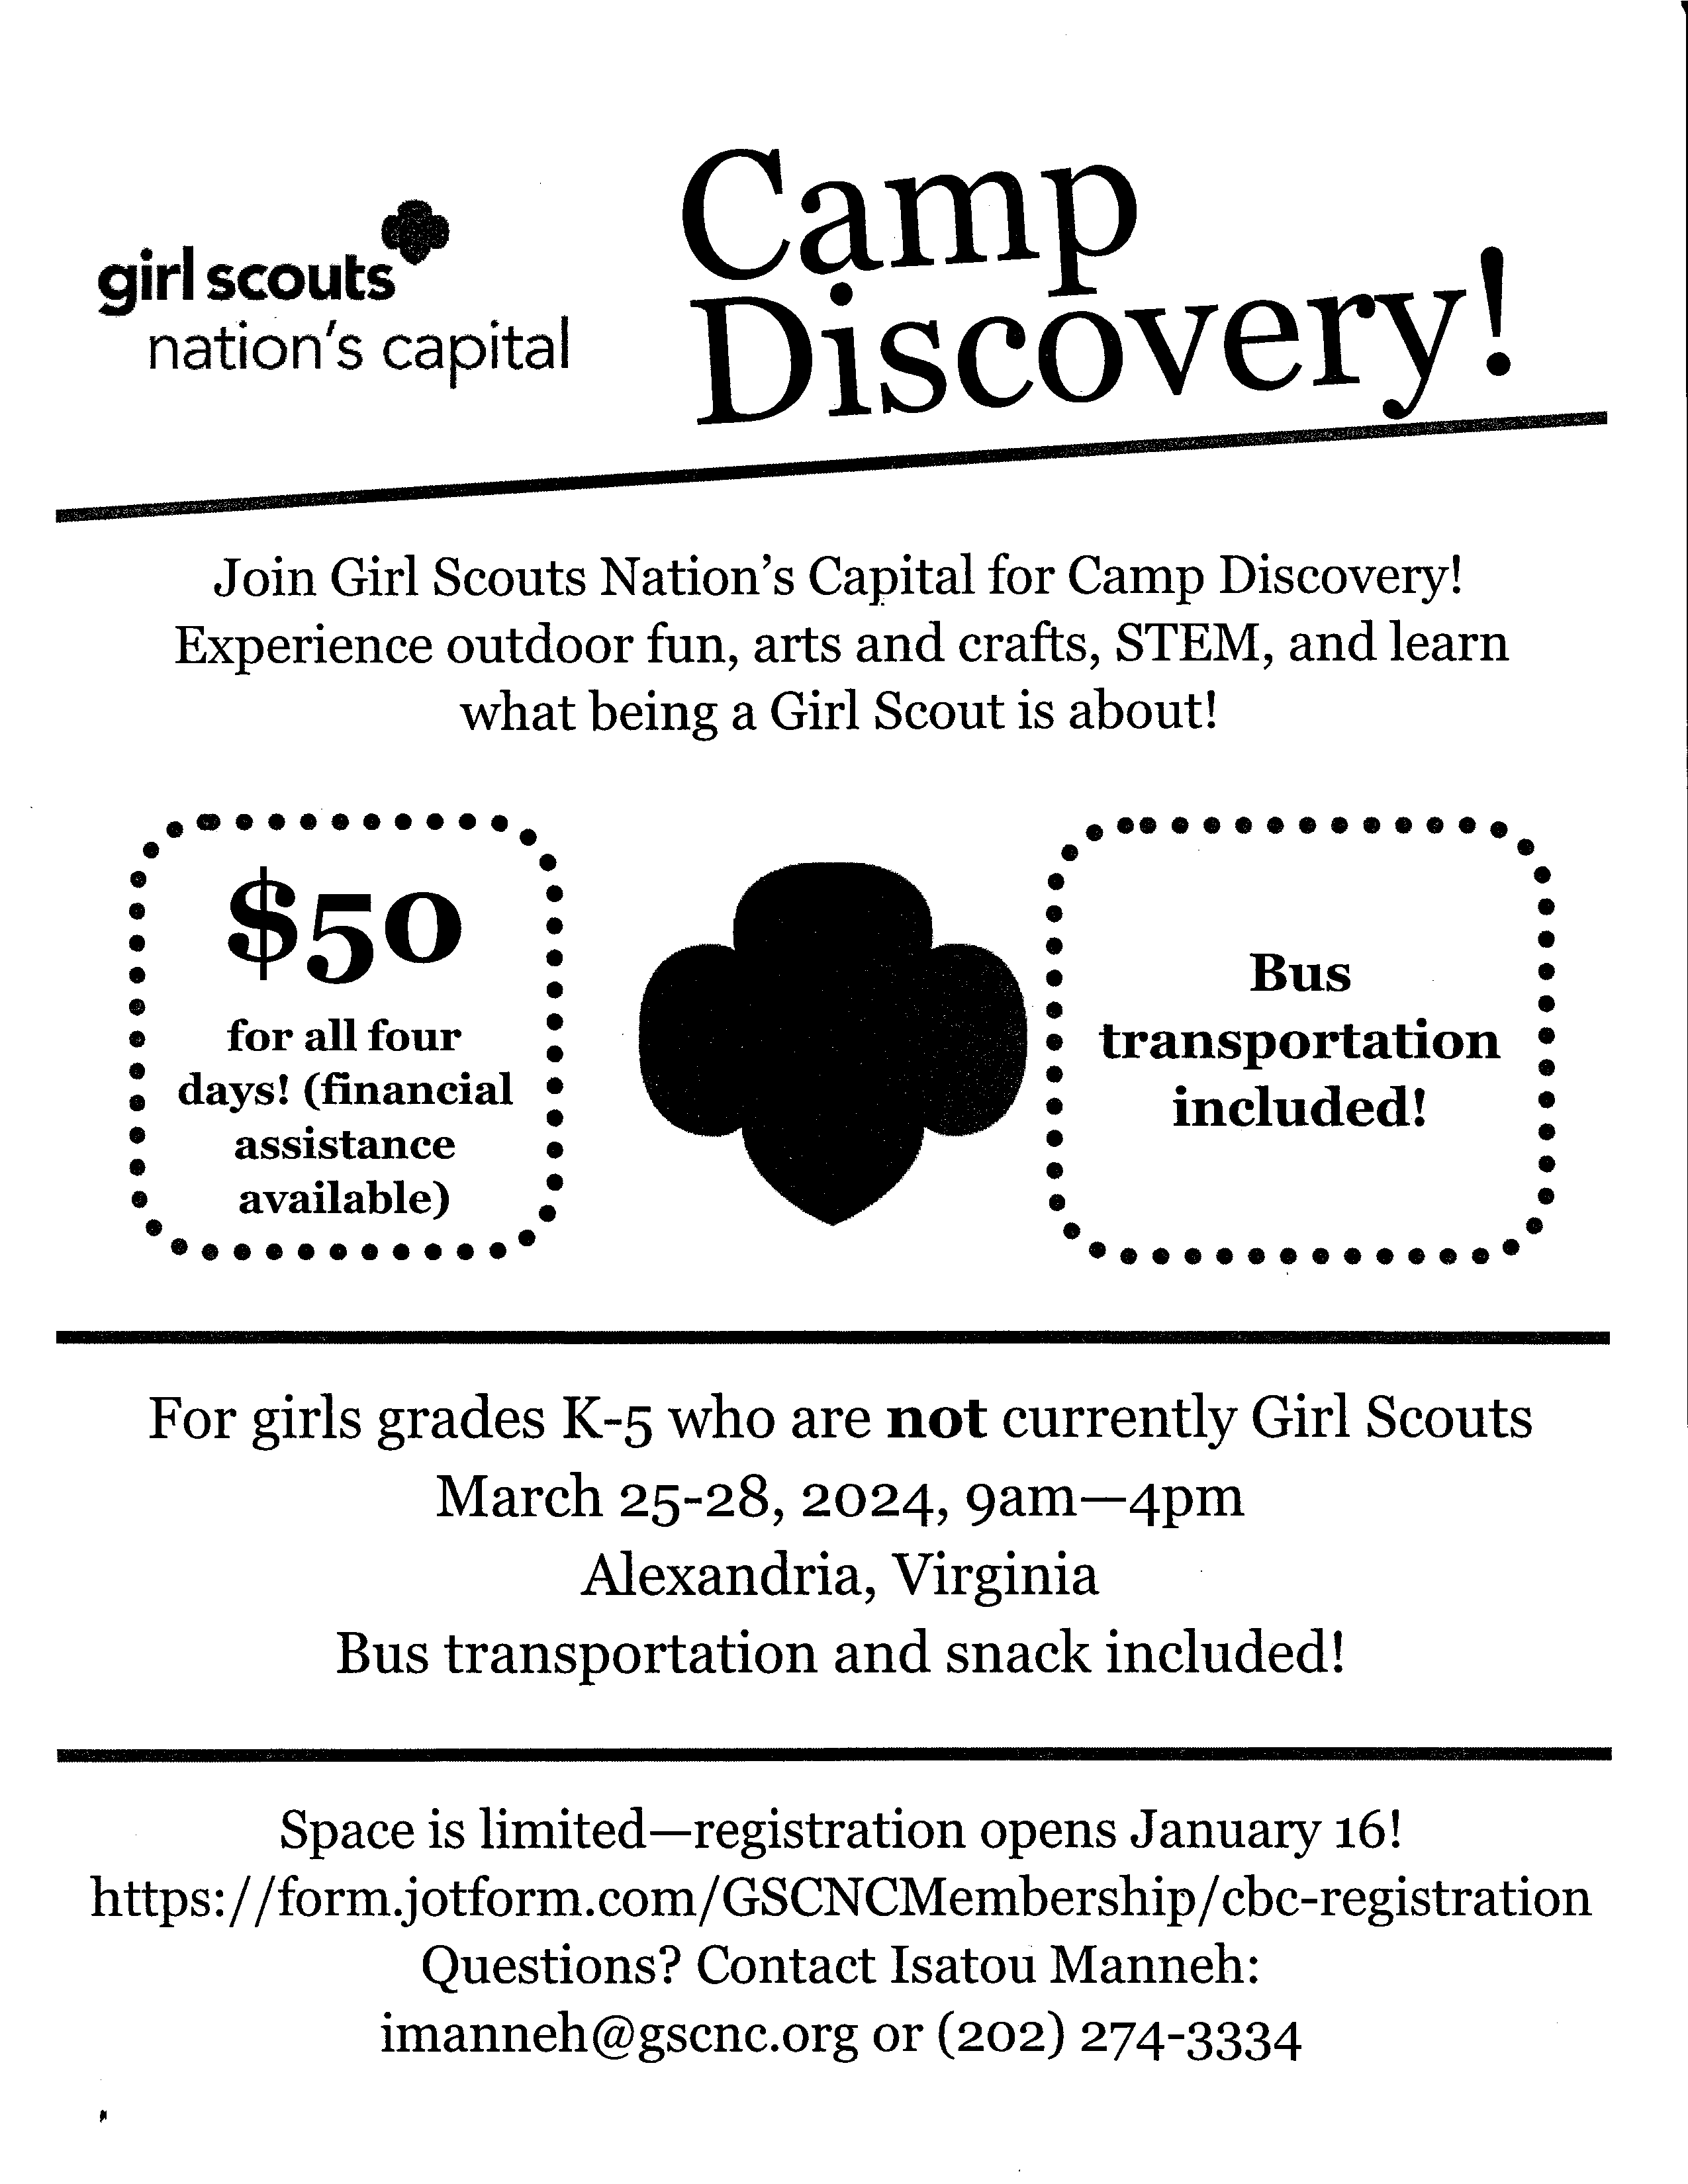 girl scouts
nation's capital
Camp
Discovery!
Join Girl Scouts Nation's Capital for Camp Discovery!
Experience outdoor fun, arts and crafts, STEM, and learn
what being a Girl Scout is about!
$50
for all four
days! (financial
assistance
available)
Bus
transportation
included!
For girls grades K-5 who are not currently Girl Scouts
March 25-28, 2024, 9am—4pm
Alexandria, Virginia
Bus transportation and snack included!
Space is limited—registration opens January 16!
https://form.jotform.com/GSCNCMembership/cbc-registration
Questions? Contact Isatou Manneh:
imanneh@gscnc.org or (202) 274-3334